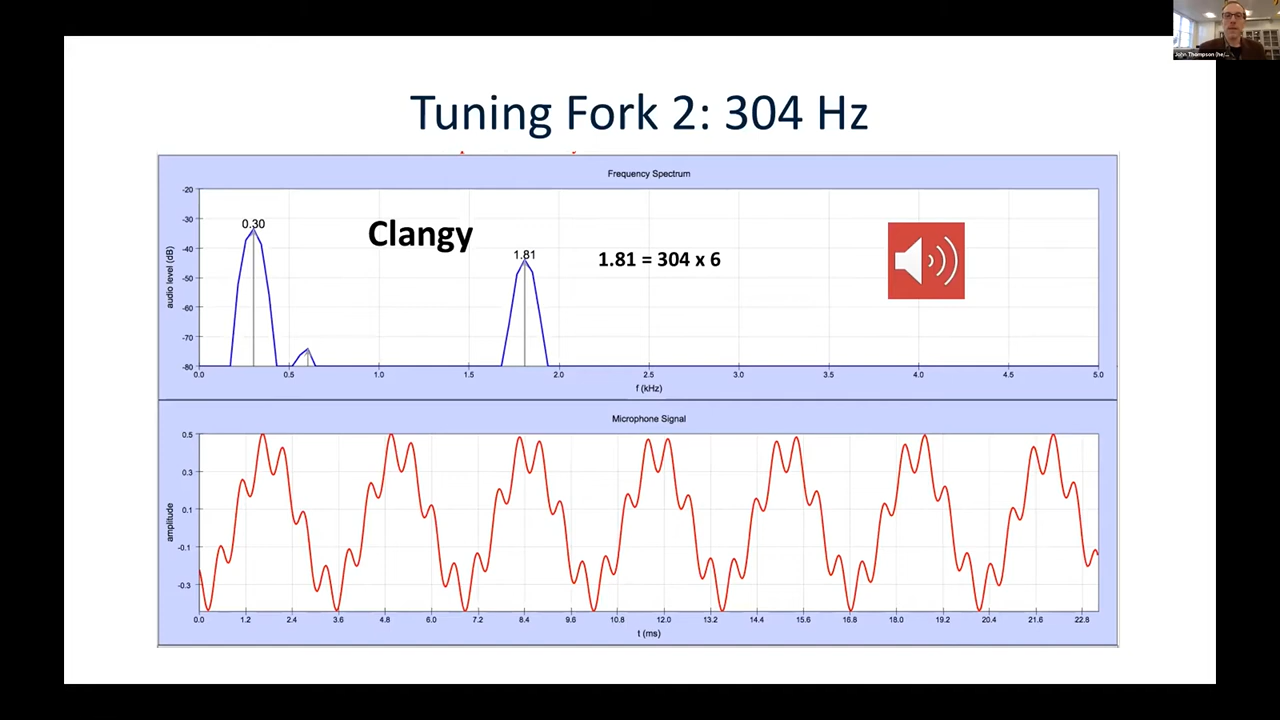 John Thompson (he/...
Tuning Fork 2: 304 Hz
Frequency Spectrum
-20
-30
-40
-50
-60
-70
-80
audio level (dB)
0.30
Clangy
1.81
1.81 = 304 x 6
0.0 0.5 1.0 1.5 2.0 2.5 3.0 3.5 4.0 4.5 5.0
f (kHz)
Microphone Signal
0.5
0.3
0.1
-0.1
-0.3
amplitude
0.0 1.2 2.4 3.6 4.8 6.0 7.2 8.4 9.6 10.8 12.0 13.2 14.4 15.6 16.8 18.0 19.2 20.4 21.6 22.8
t (ms)